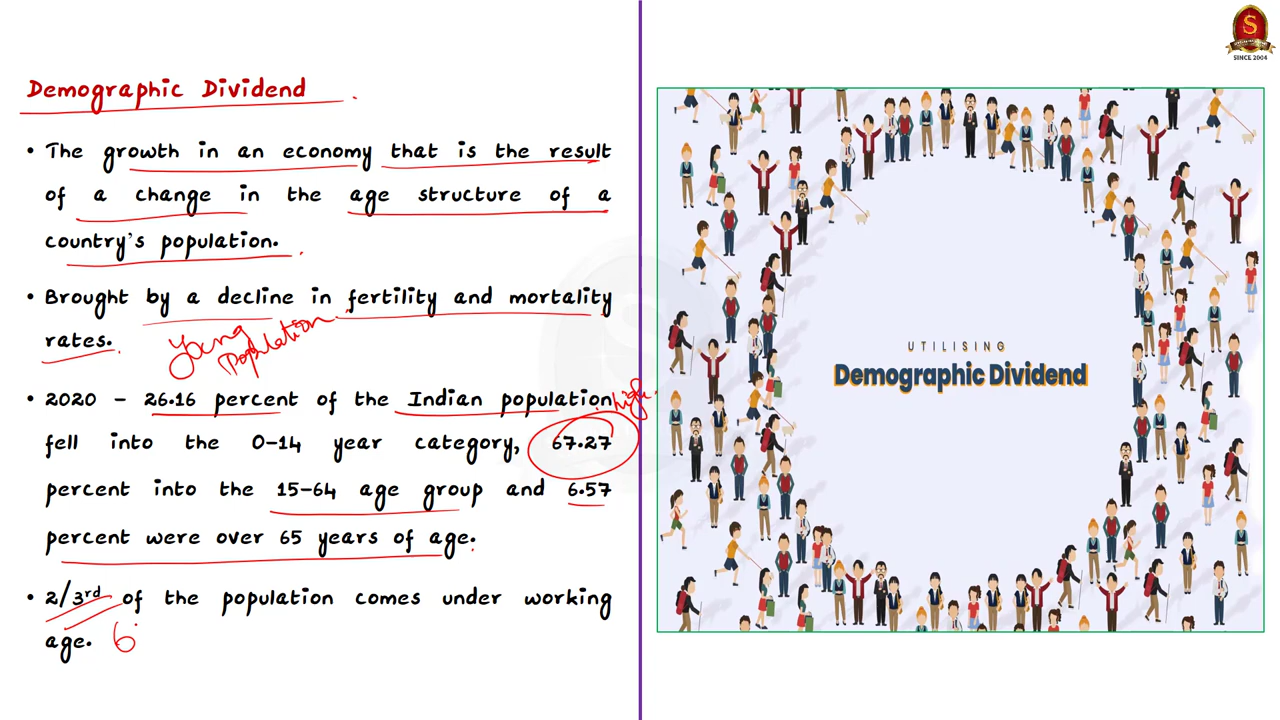 SINCE 2004
Demographic Dividend
• The growth in an economy that is the result
of a change in the age structure of a
country's population.
• Brought by a decline in fertility and mortality
rates.
young
population
• 2020 - 26.16 percent of the Indian population
high
fell into the 0-14 year category, 67.27
percent into the 15-64 age group and 6.57
percent were over 65 years of age.
• 2/3rd of the population comes under working
age. 6
UTILISING
Demographic Dividend